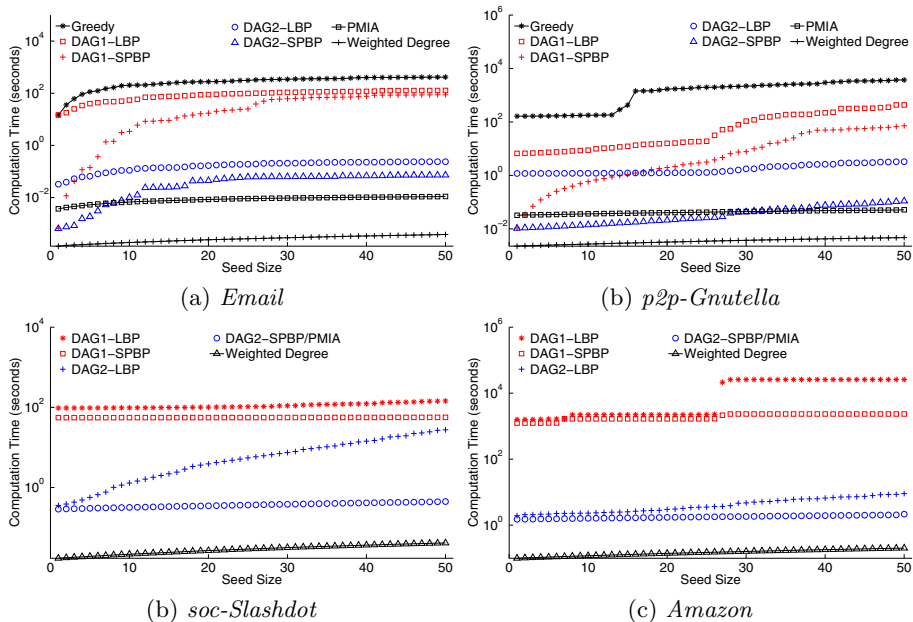 Greedy
DAG1−LBP
DAG1−SPBP
DAG2−LBP
DAG2−SPBP
PMIA
Weighted Degree
Computation Time (seconds)
10^4
10^2
10^0
10^−2
0 10 20 30 40 50
Seed Size
(a) Email
Greedy
DAG1−LBP
DAG1−SPBP
DAG2−LBP
DAG2−SPBP
PMIA
Weighted Degree
Computation Time (seconds)
10^6
10^4
10^2
10^0
10^−2
0 10 20 30 40 50
Seed Size
(b) p2p-Gnutella
DAG1−LBP
DAG1−SPBP
DAG2−LBP
DAG2−SPBP/PMIA
Weighted Degree
Computation Time (seconds)
10^4
10^2
10^0
0 10 20 30 40 50
Seed Size
(b) soc-Slashdot
DAG1−LBP
DAG1−SPBP
DAG2−LBP
DAG2−SPBP/PMIA
Weighted Degree
Computation Time (seconds)
10^6
10^4
10^2
10^0
0 10 20 30 40 50
Seed Size
(c) Amazon